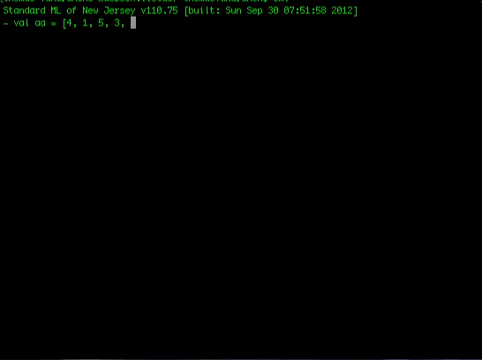 Standard ML of New Jersey v110.75 [built: Sun Sep 30 07:51:58 2012]
- val aa = [4, 1, 5, 3,